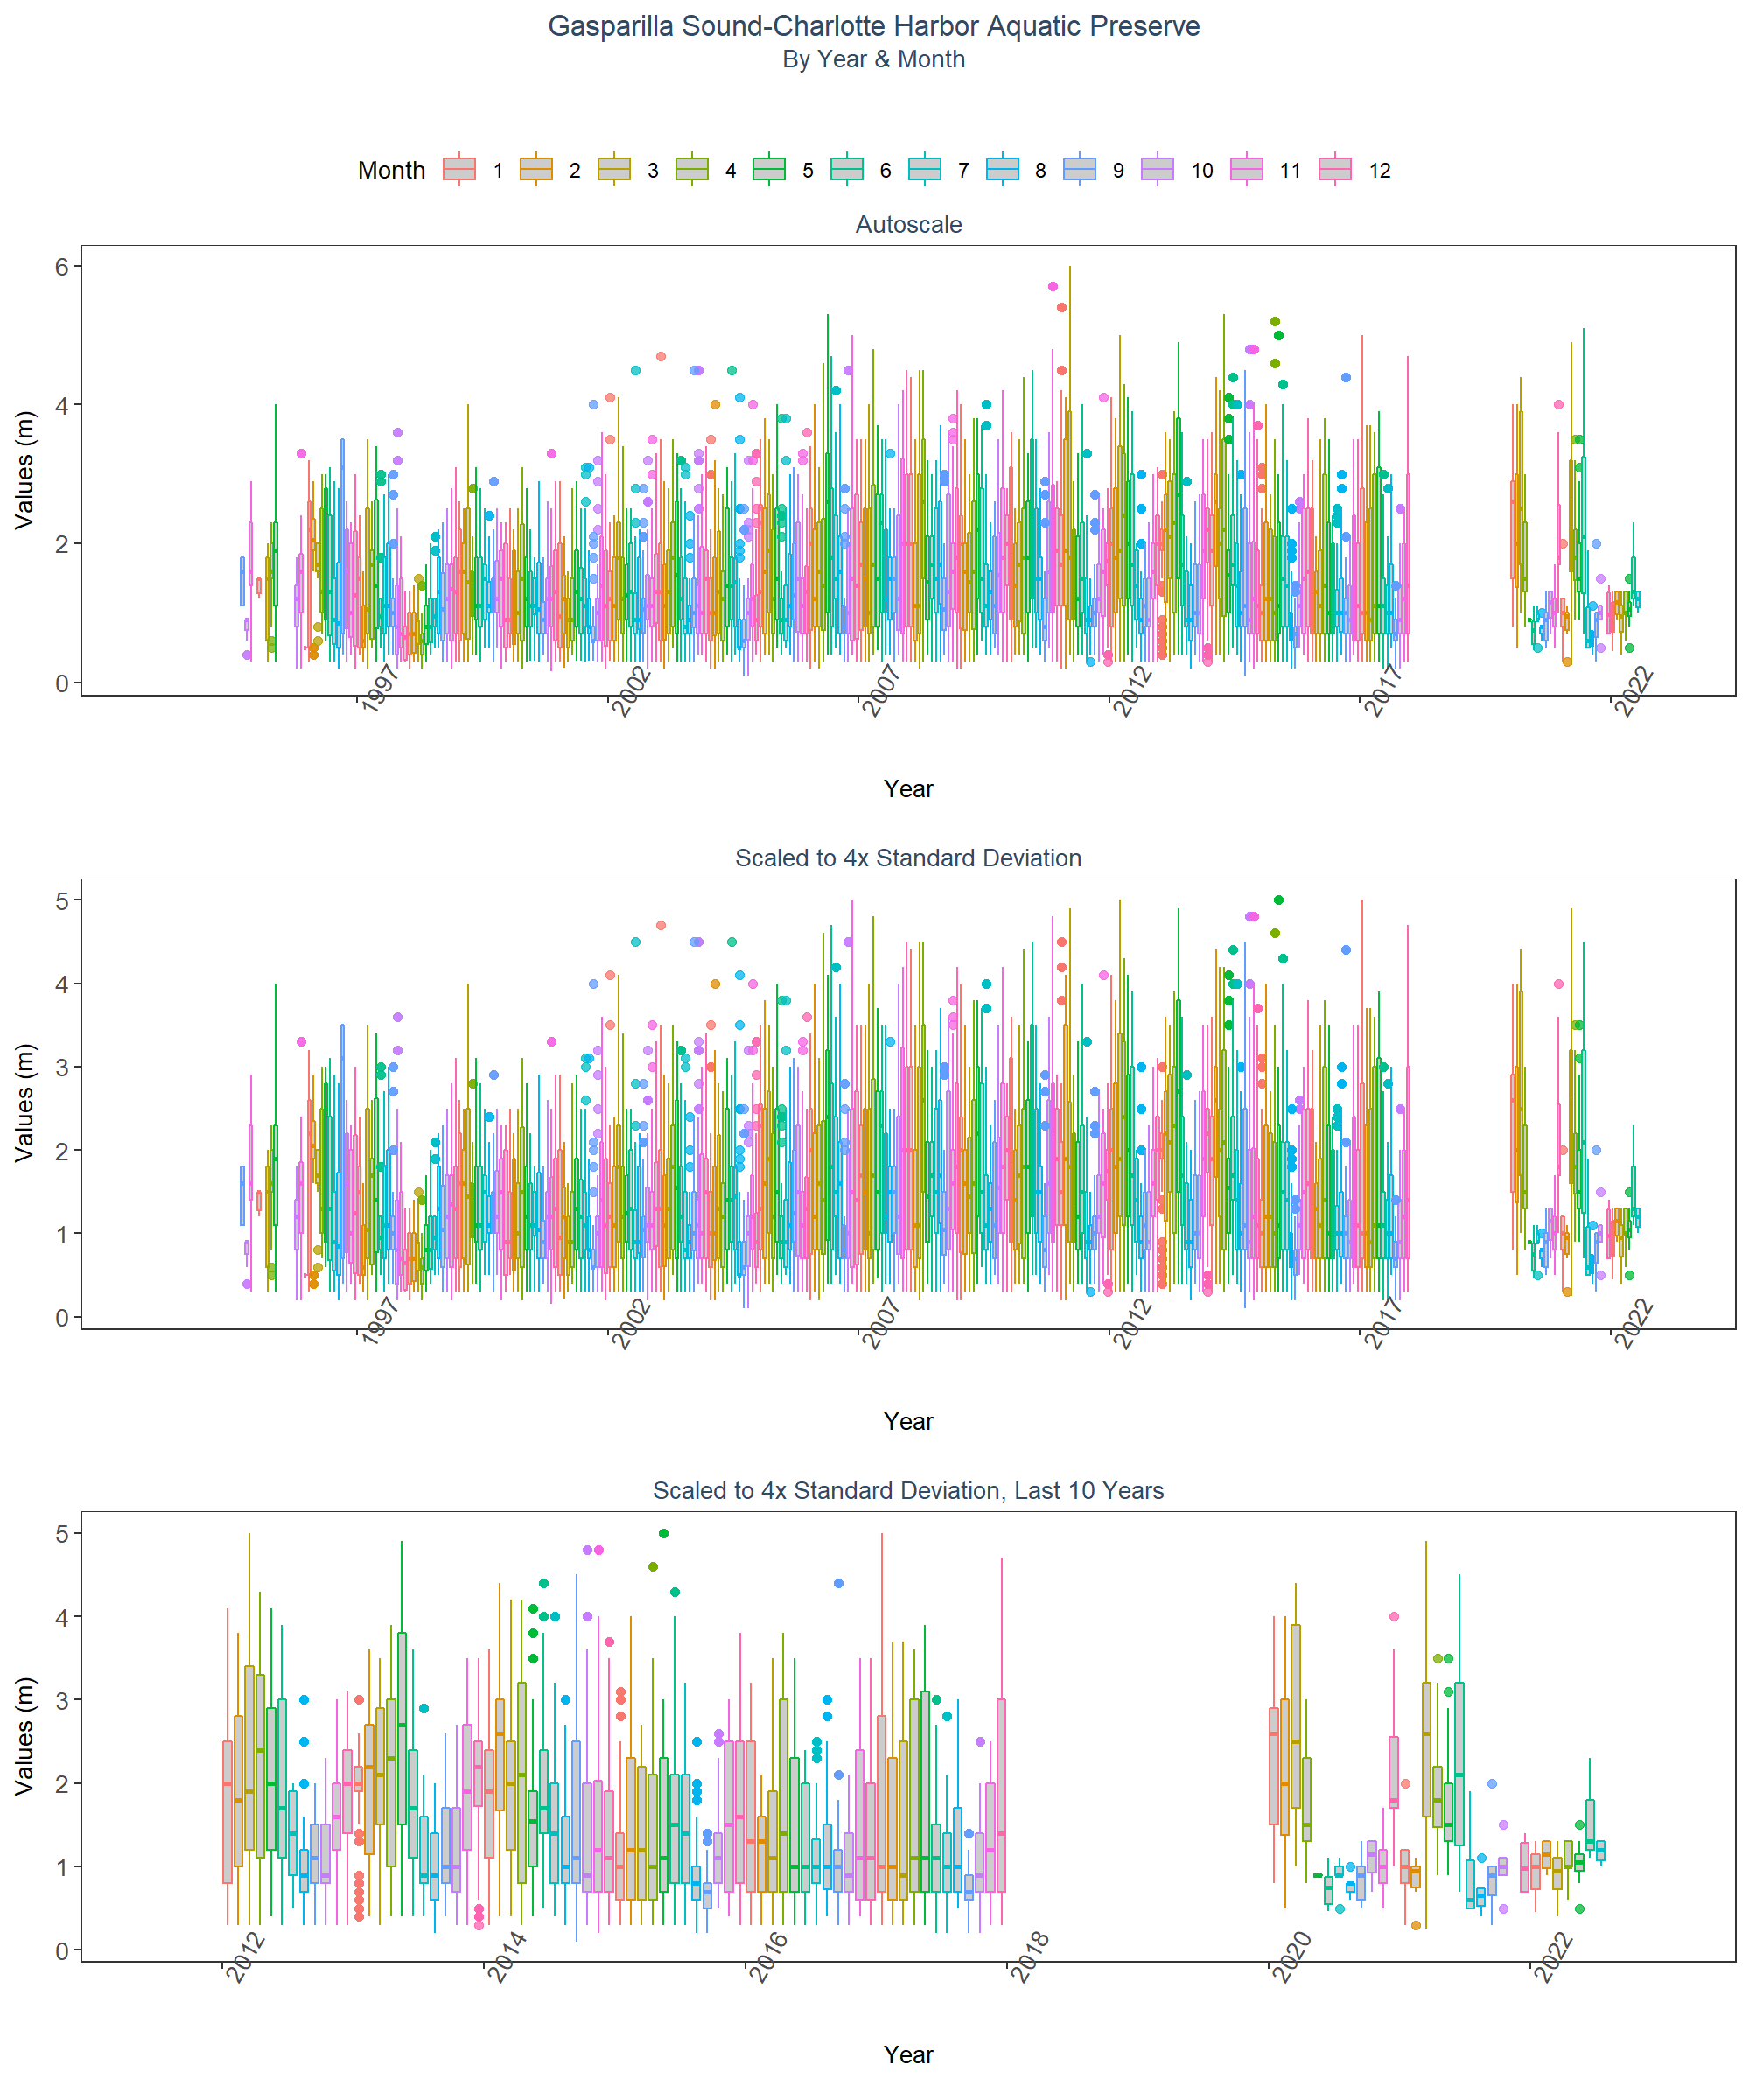 Gasparilla Sound-Charlotte Harbor Aquatic Preserve
By Year & Month
Month 1 2 3 4 5 6 7 8 9 10 11 12
Autoscale
Values (m)
6
4
2
0
1997 2002 2007 2012 2017 2022
Year
Scaled to 4x Standard Deviation
Values (m)
5
4
3
2
1
0
1997 2002 2007 2012 2017 2022
Year
Scaled to 4x Standard Deviation, Last 10 Years
Values (m)
5
4
3
2
1
0
2012 2014 2016 2018 2020 2022
Year